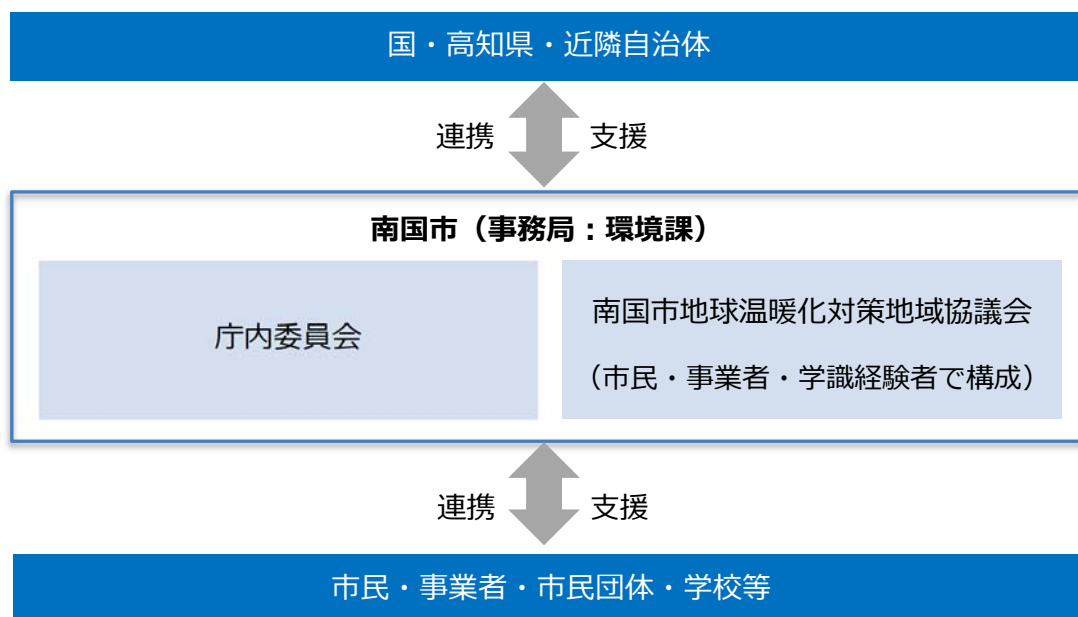 国・高知県・近隣自治体
連携
支援
南国市（事務局：環境課）
庁内委員会
南国市地球温暖化対策地域協議会
（市民・事業者・学識経験者で構成）
連携
支援
市民・事業者・市民団体・学校等